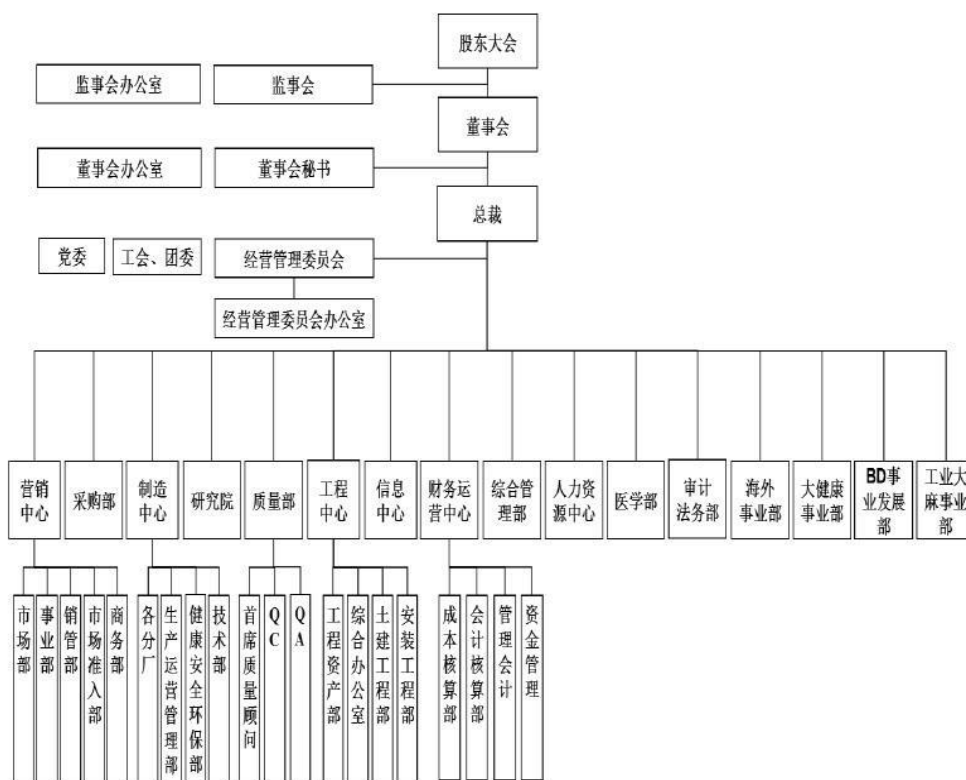 股东大会
监事会办公室
监事会
董事会
董事会办公室
董事会秘书
总裁
党委
工会、团委
经营管理委员会
经营管理委员会办公室
营销
中心
采购部
制造
中心
研究院
质量部
工程
中心
信息
中心
财务运
营中心
综合管
理部
人力资
源中心
医学部
审计
法务部
海外
事业部
大健康
事业部
BD事
业发展
部
工业大
麻事业
部
市场部
事业部
销管部
市场准入部
商务部
各分厂
生产运营管理部
健康安全环保部
技术部
首席质量顾问
QC
QA
工程资产部
综合办公室
土建工程部
安装工程部
成本核算部
会计核算部
管理会计
资金管理